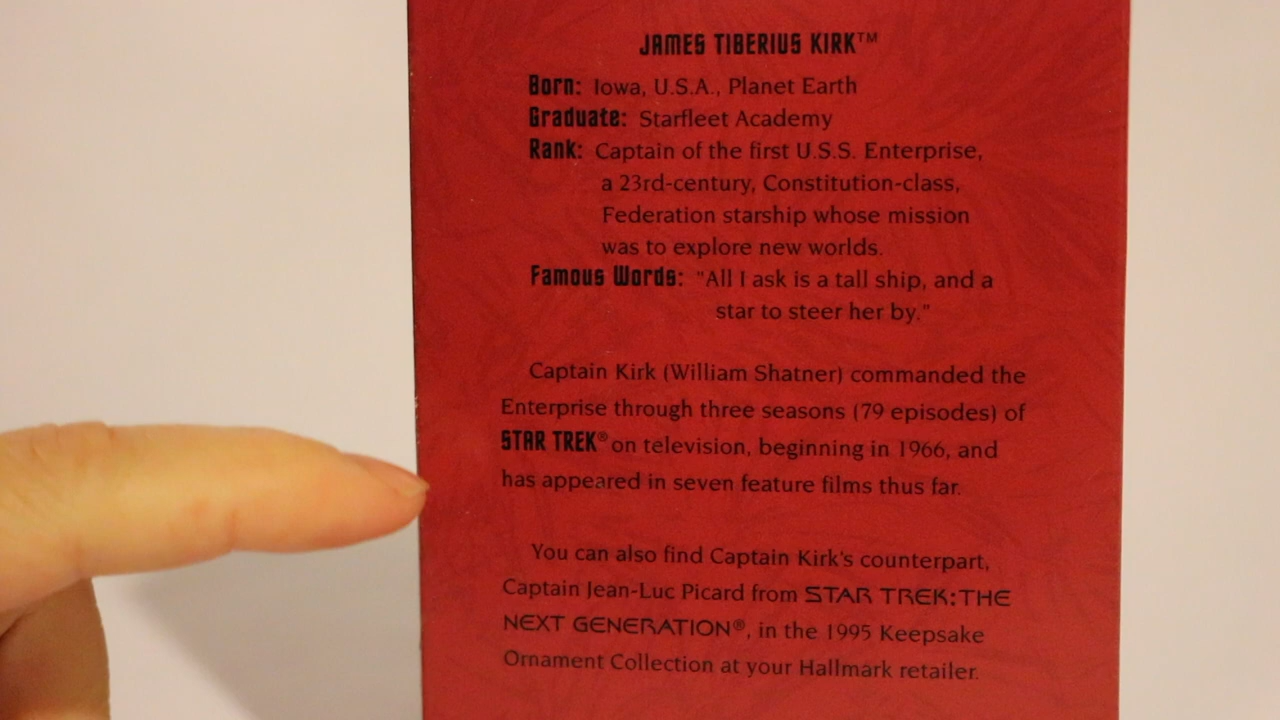 JAMES TIBERIUS KIRK™
Born: Iowa, U.S.A., Planet Earth
Graduate: Starfleet Academy
Rank: Captain of the first U.S.S. Enterprise,
a 23rd-century, Constitution-class,
Federation starship whose mission
was to explore new worlds.
Famous Words: "All I ask is a tall ship, and a
star to steer her by."
Captain Kirk (William Shatner) commanded the
Enterprise through three seasons (79 episodes) of
STAR TREK® on television, beginning in 1966, and
has appeared in seven feature films thus far.
You can also find Captain Kirk's counterpart,
Captain Jean-Luc Picard from STAR TREK: THE
NEXT GENERATION®, in the 1995 Keepsake
Ornament Collection at your Hallmark retailer.